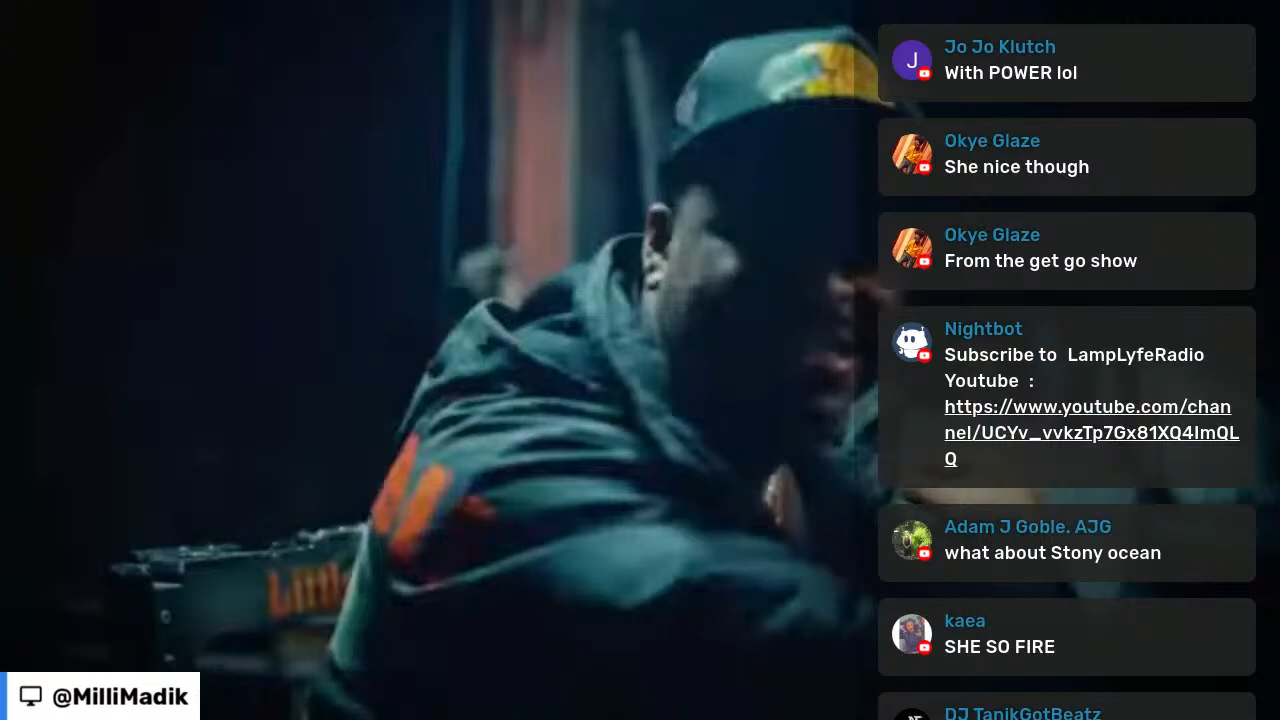 Jo Jo Klutch
With POWER lol
Okye Glaze
She nice though
Okye Glaze
From the get go show
Nightbot
Subscribe to LampLyfeRadio
Youtube :
https://www.youtube.com/chan
nel/UCYv_vvkzTp7Gx81XQ4ImQL
Q
Adam J Goble. AJG
what about Stony ocean
kaea
SHE SO FIRE
DJ TanikGotBeatz
Little
@MilliMadik
J